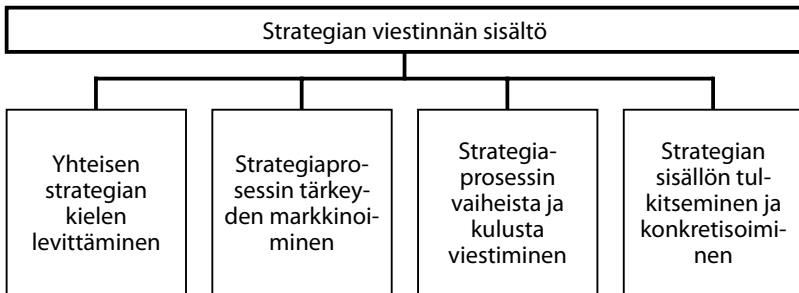 Strategian viestinnän sisältö
Yhteisen
strategian
kielen
levittäminen
Strategiapro-
sessin tärkey-
den markkinoi-
minen
Strategia-
prosessin
vaiheista ja
kulusta
viestiminen
Strategian
sisällön tul-
kitseminen ja
konkretisoimi-
nen